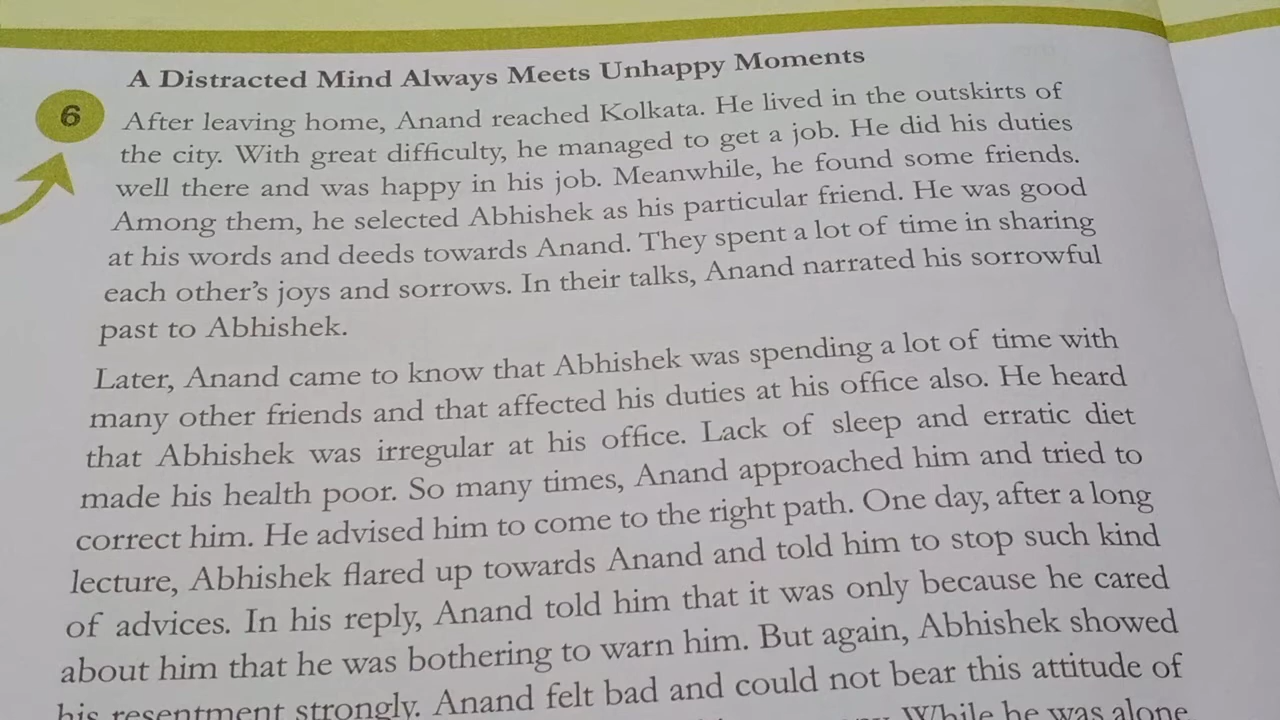 A Distracted Mind Always Meets Unhappy Moments
6
After leaving home, Anand reached Kolkata. He lived in the outskirts of
the city. With great difficulty, he managed to get a job. He did his duties
well there and was happy in his job. Meanwhile, he found some friends.
Among them, he selected Abhishek as his particular friend. He was good
at his words and deeds towards Anand. They spent a lot of time in sharing
each other's joys and sorrows. In their talks, Anand narrated his sorrowful
past to Abhishek.
Later, Anand came to know that Abhishek was spending a lot of time with
many other friends and that affected his duties at his office also. He heard
that Abhishek was irregular at his office. Lack of sleep and erratic diet
made his health poor. So many times, Anand approached him and tried to
correct him. He advised him to come to the right path. One day, after a long
lecture, Abhishek flared up towards Anand and told him to stop such kind
of advices. In his reply, Anand told him that it was only because he cared
about him that he was bothering to warn him. But again, Abhishek showed
his resentment strongly. Anand felt bad and could not bear this attitude of
While he was alone